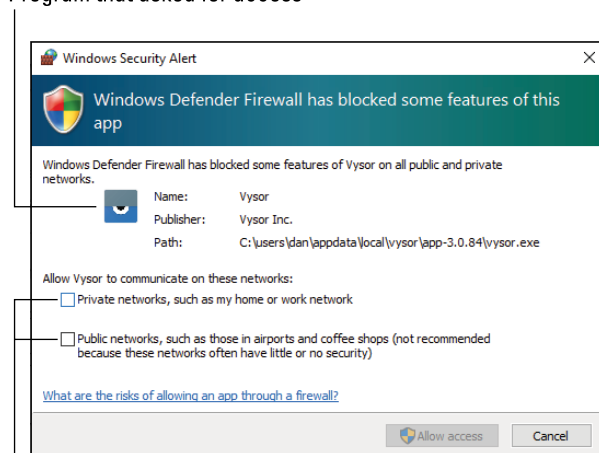 Program that asked for access
Windows Security Alert
Windows Defender Firewall has blocked some features of this
app
Windows Defender Firewall has blocked some features of Vysor on all public and private
networks.
Name: Vysor
Publisher: Vysor Inc.
Path: C:\users\dan\appdata\local\vysor\app-3.0.84\vysor.exe
Allow Vysor to communicate on these networks:
Private networks, such as my home or work network
Public networks, such as those in airports and coffee shops (not recommended
because these networks often have little or no security)
What are the risks of allowing an app through a firewall?
Allow access Cancel